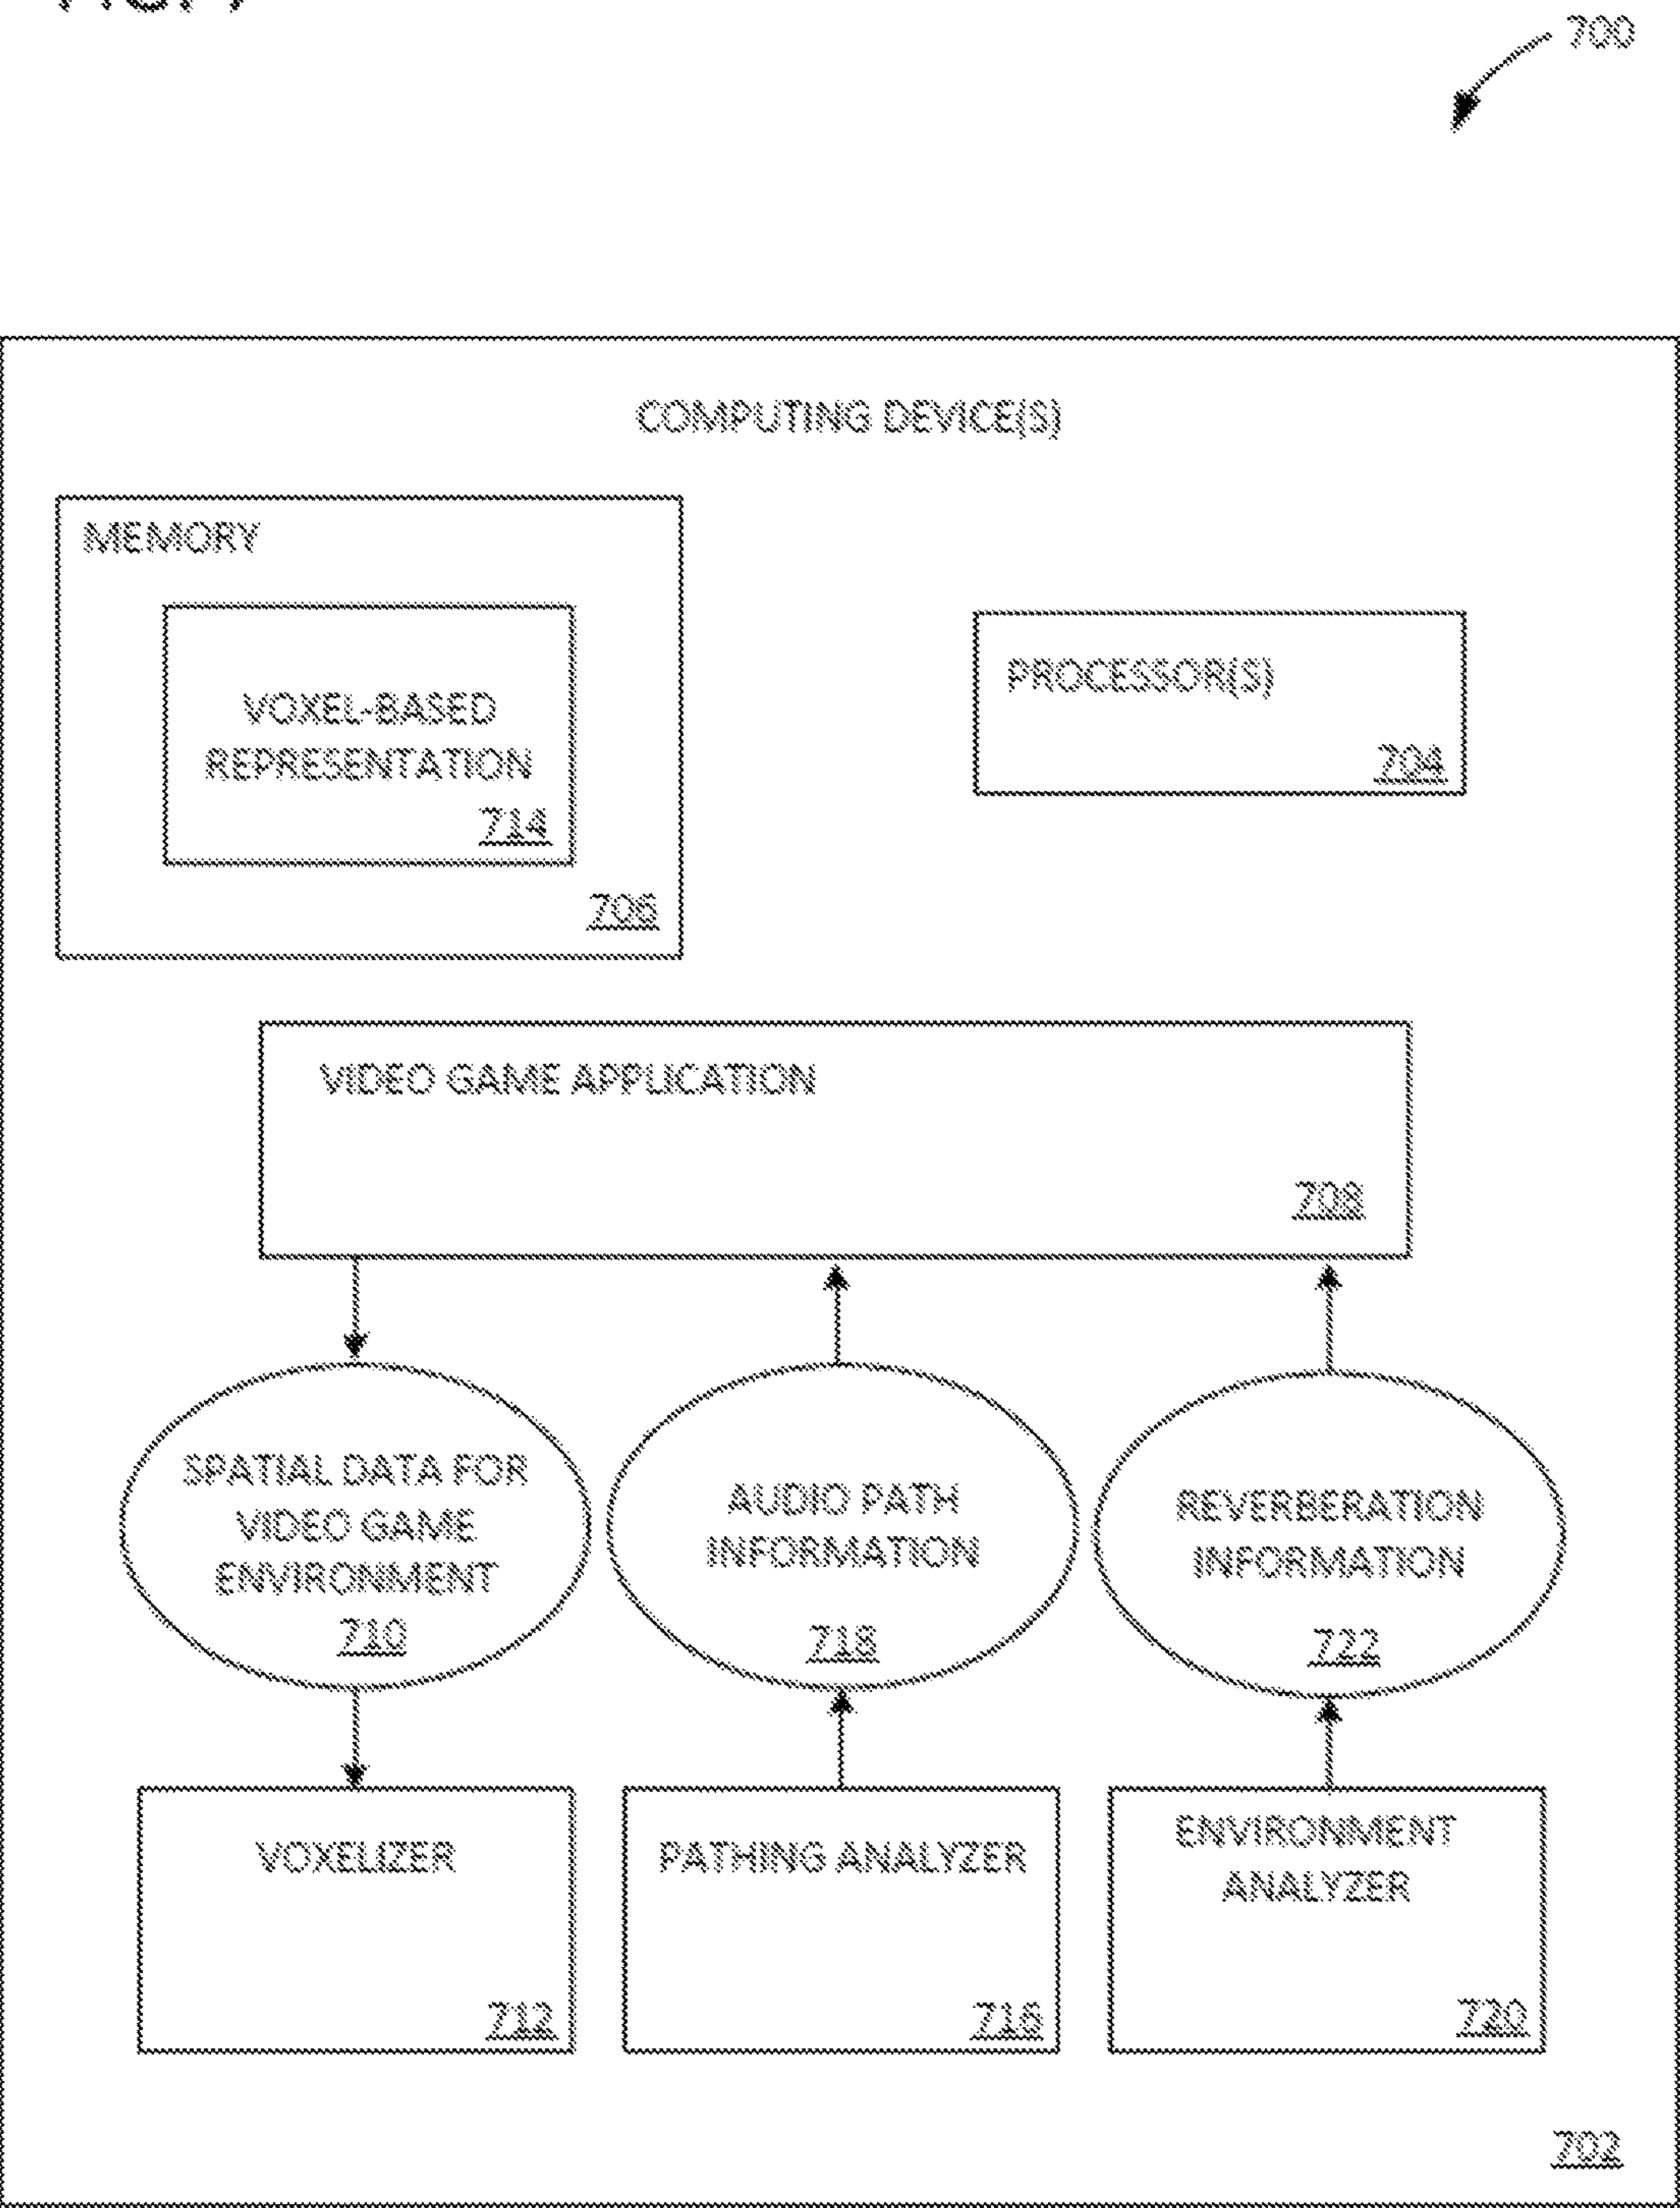 700
COMPUTING DEVICE(S)
MEMORY
VOXEL-BASED
REPRESENTATION
714
706
PROCESSOR(S)
704
VIDEO GAME APPLICATION
708
SPATIAL DATA FOR
VIDEO GAME
ENVIRONMENT
710
AUDIO PATH
INFORMATION
718
REVERBERATION
INFORMATION
722
VOXELIZER
712
PATHING ANALYZER
716
ENVIRONMENT
ANALYZER
720
702